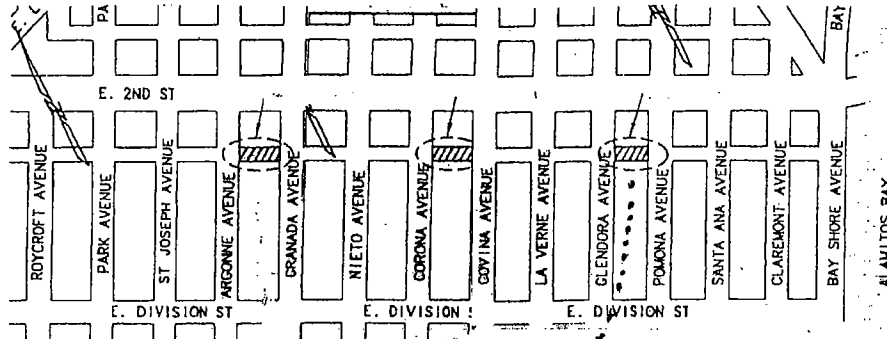 PA
BAY
E. 2ND ST
ROYCROFT AVENUE
PARK AVENUE
ST JOSEPH AVENUE
ARGONNE AVENUE
GRANADA AVENUE
NIETO AVENUE
CORONA AVENUE
COVINA AVENUE
LA VERNE AVENUE
GLENDORA AVENUE
POMONA AVENUE
SANTA ANA AVENUE
CLAREMONT AVENUE
BAY SHORE AVENUE
ALAMITOS BAY
E. DIVISION ST
E. DIVISION S
E. DIVISION ST